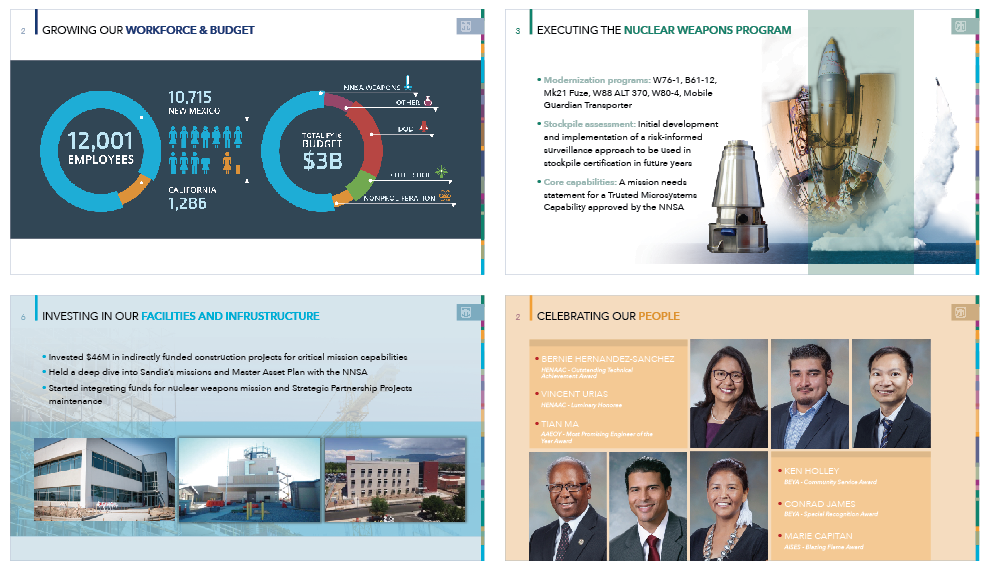 2
GROWING OUR WORKFORCE & BUDGET
12,001
EMPLOYEES
10,715
NEW MEXICO
CALIFORNIA
1,286
BUDGET
$3B
NNSA WEAPONS
OTHER
NONPROLIFERATION
3
EXECUTING THE NUCLEAR WEAPONS PROGRAM
• Modernization programs: W76-1, B61-12,
Mk21 Fuze, W88 ALT 370, W80-4, Mobile
Guardian Transporter
• Stockpile assessment: Initial development
and implementation of a risk-informed
surveillance approach to be used in
stockpile certification in future years
• Core capabilities: A mission needs
statement for a Trusted Microsystems
Capability approved by the NNSA
6
INVESTING IN OUR FACILITIES AND INFRUSTRUCTURE
• Invested $46M in indirectly funded construction projects for critical mission capabilities
• Held a deep dive into Sandia's missions and Master Asset Plan with the NNSA
• Started integrating funds for nuclear weapons mission and Strategic Partnership Projects
maintenance
2
CELEBRATING OUR PEOPLE
• BERNIE HERNANDEZ-SANCHEZ
HENAAC - Outstanding Technical
Achievement Award
• VINCENT URIAS
HENAAC - Luminary Honoree
• TIAN MA
AAEOY - Most Promising Engineer of the
Year Award
• KEN HOLLEY
BEYA - Community Service Award
• CONRAD JAMES
BEYA - Special Recognition Award
• MARIE CAPITAN
AISES - Blazing Flame Award